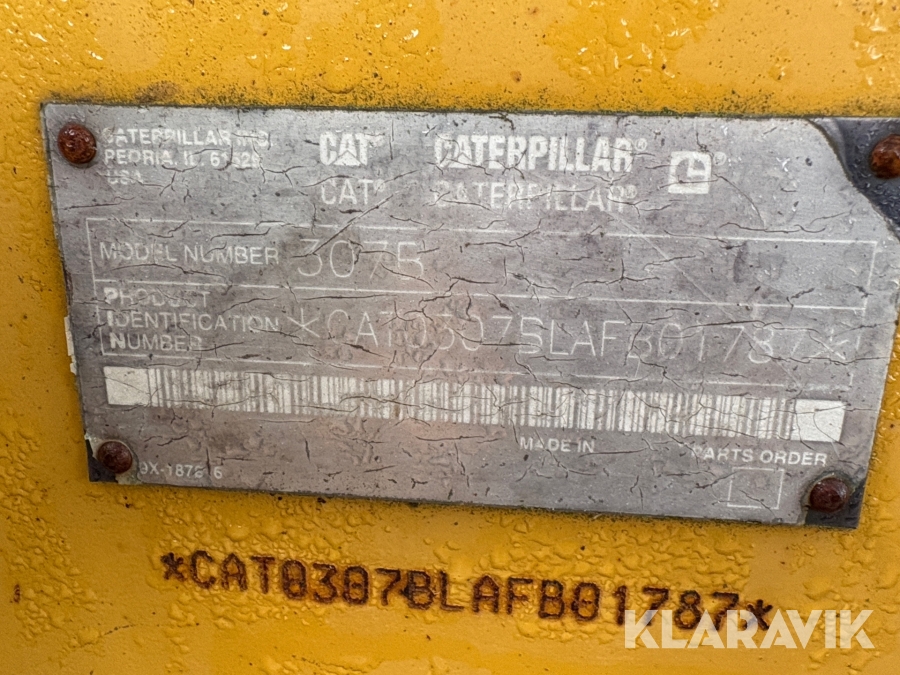 CATERPILLAR INC.
PEORIA, IL 61629
USA
CAT® CATERPILLAR®
CAT® CATERPILLAR®
MODEL NUMBER 307B
PRODUCT
IDENTIFICATION
NUMBER
*CAT0307BLAFB01787*
MADE IN
PARTS ORDER
*CAT0307BLAFB01787*
KLARAVIK